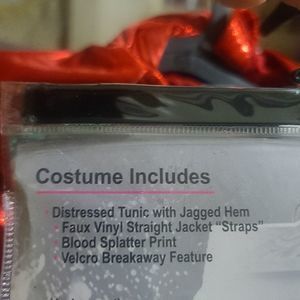 Costume Includes
Distressed Tunic with Jagged Hem
Faux Vinyl Straight Jacket "Straps"
Blood Splatter Print
Velcro Breakaway Feature